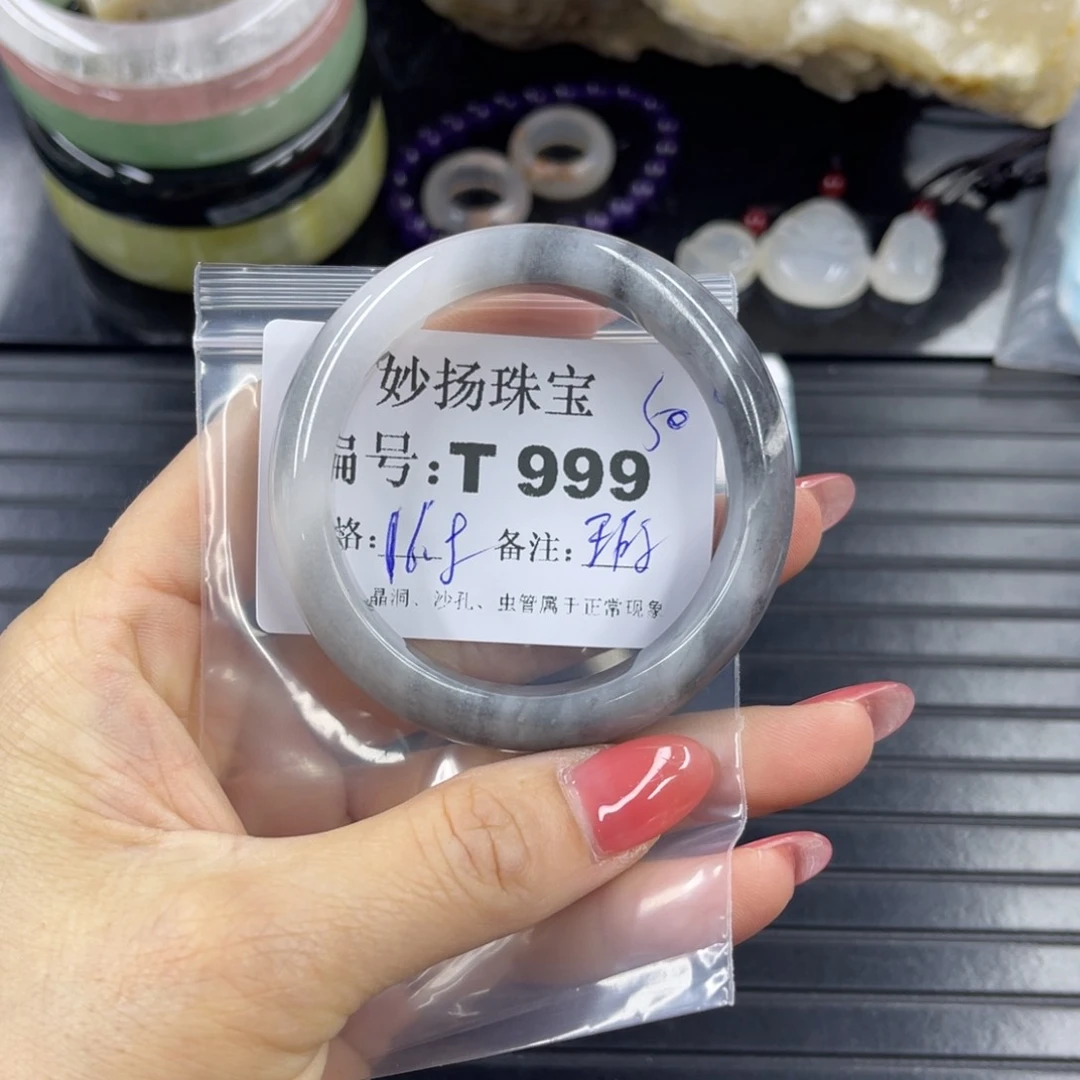 妙扬珠宝 50
编号:T 999
格: 备注:
晶洞、沙孔、虫管属于正常现象